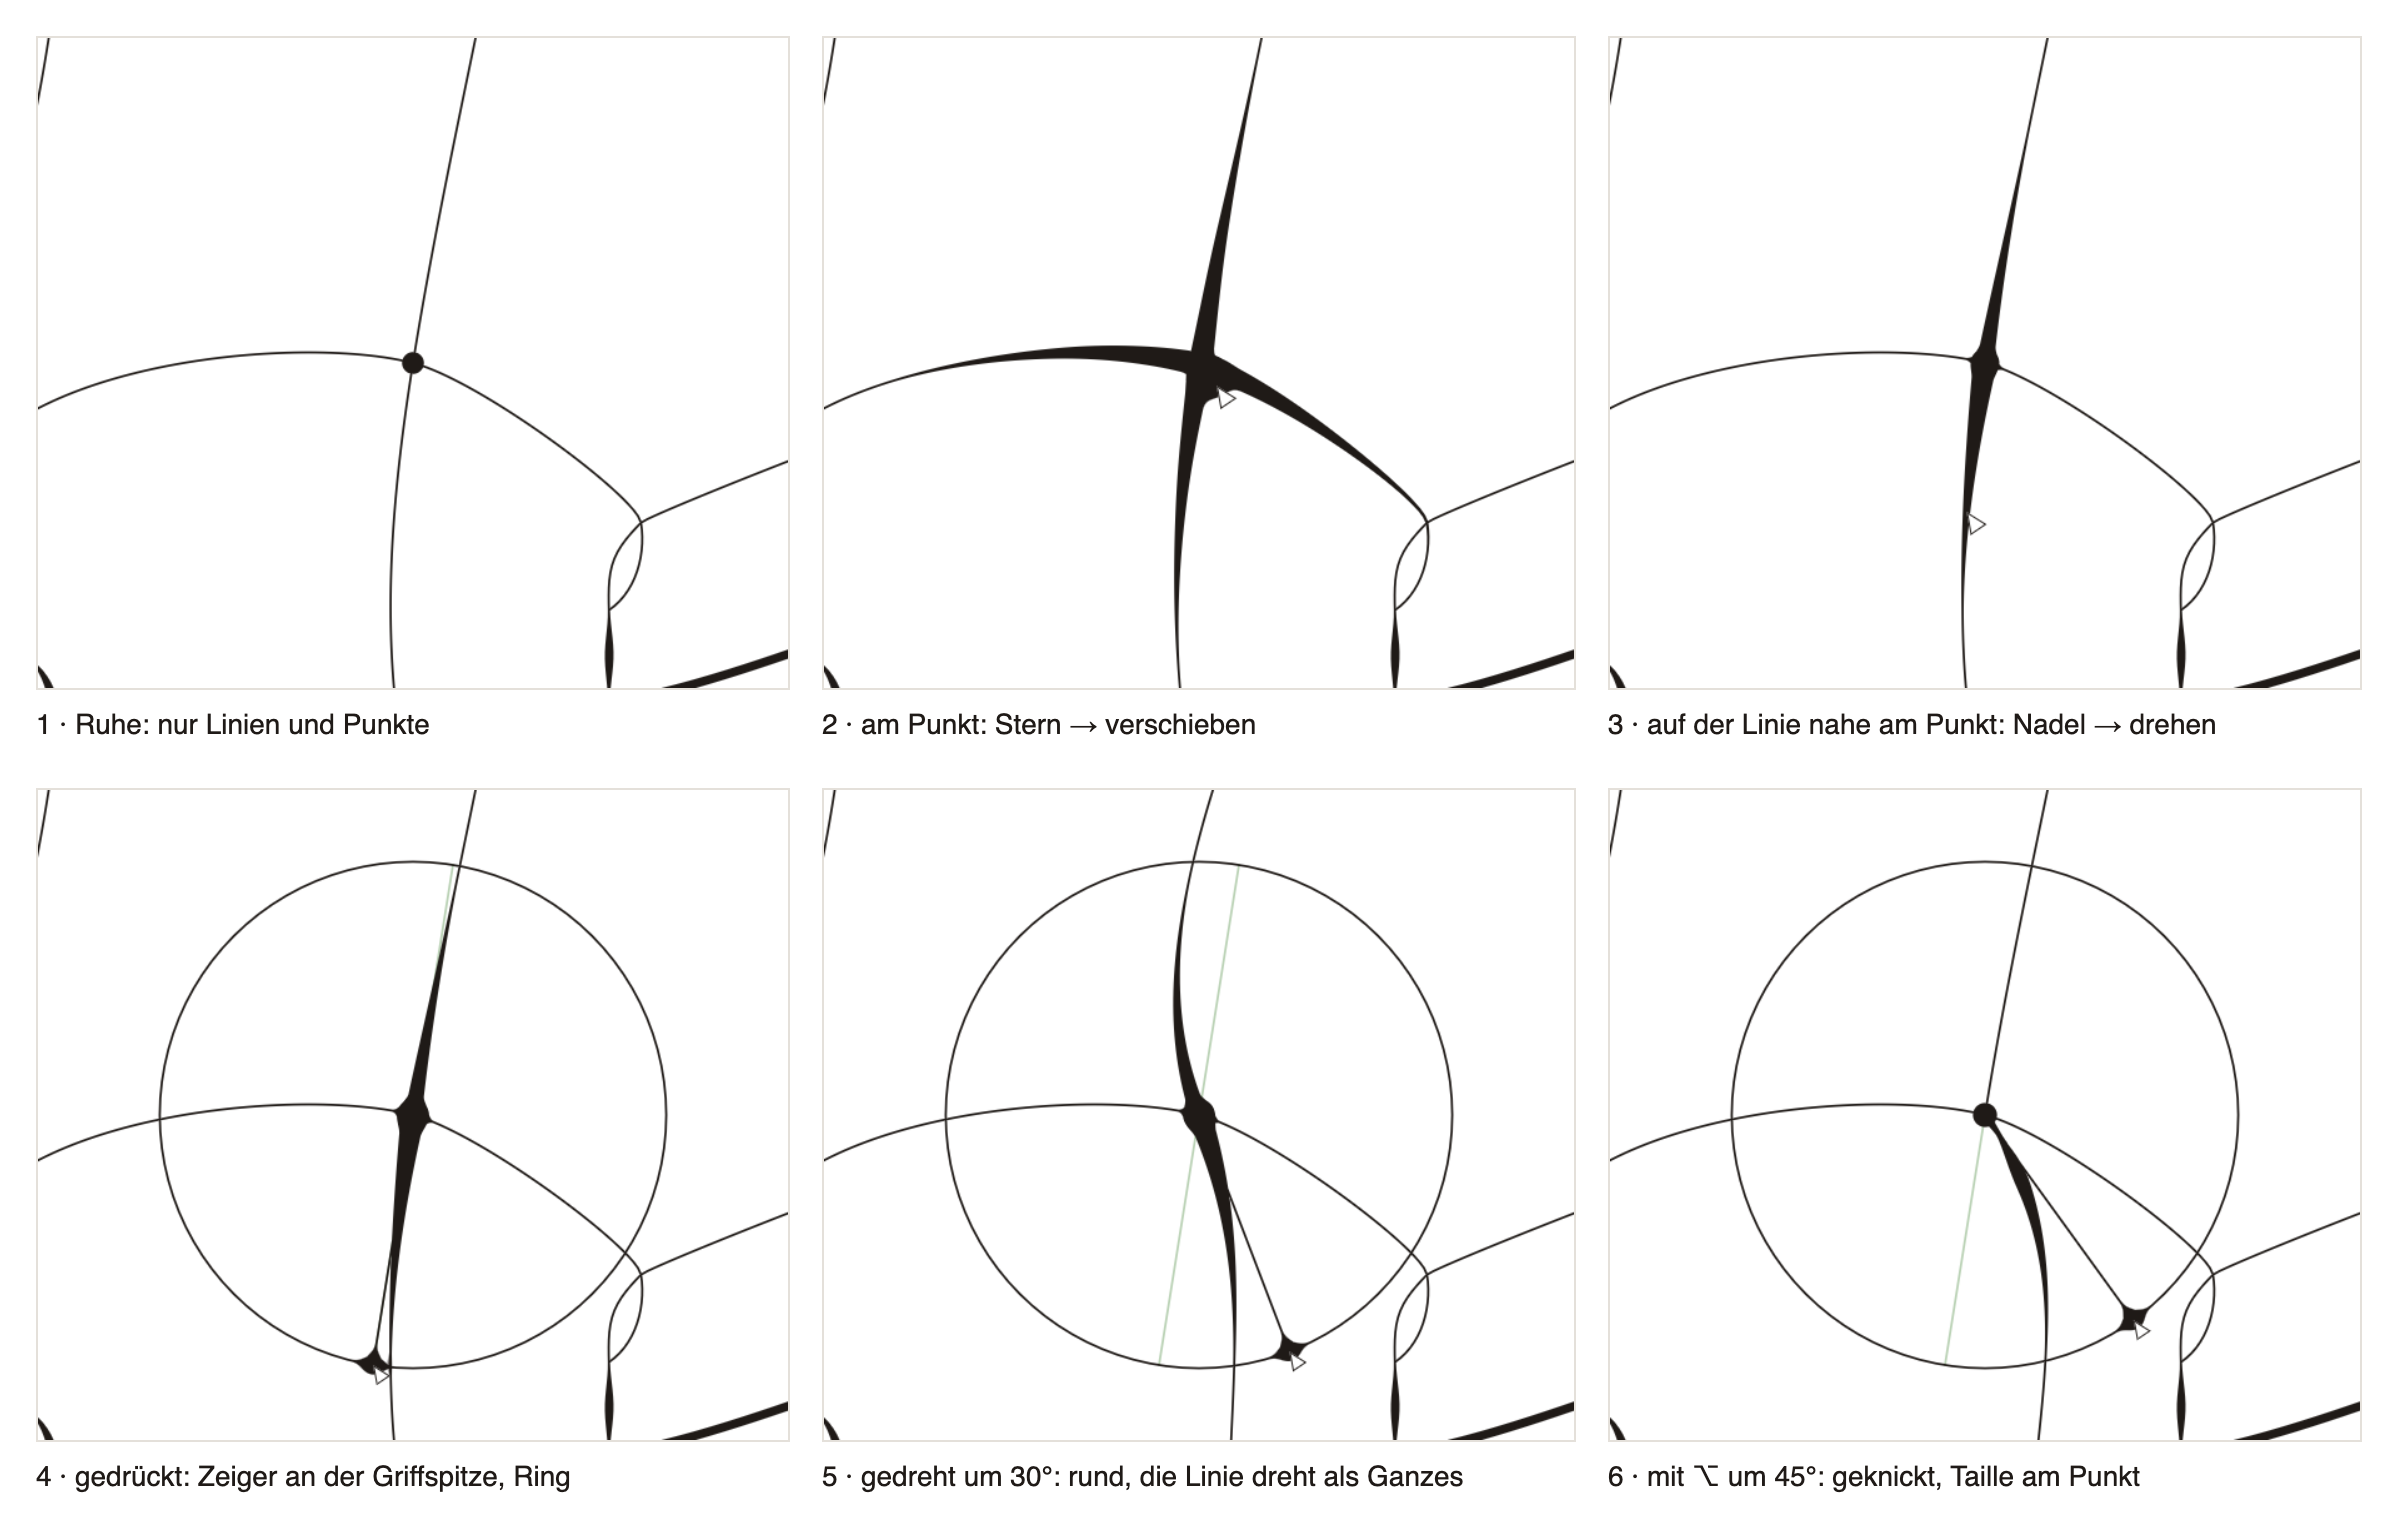 1 · Ruhe: nur Linien und Punkte
2 · am Punkt: Stern → verschieben
3 · auf der Linie nahe am Punkt: Nadel → drehen
4 · gedrückt: Zeiger an der Griffspitze, Ring
5 · gedreht um 30°: rund, die Linie dreht als Ganzes
6 · mit ⌥ um 45°: geknickt, Taille am Punkt